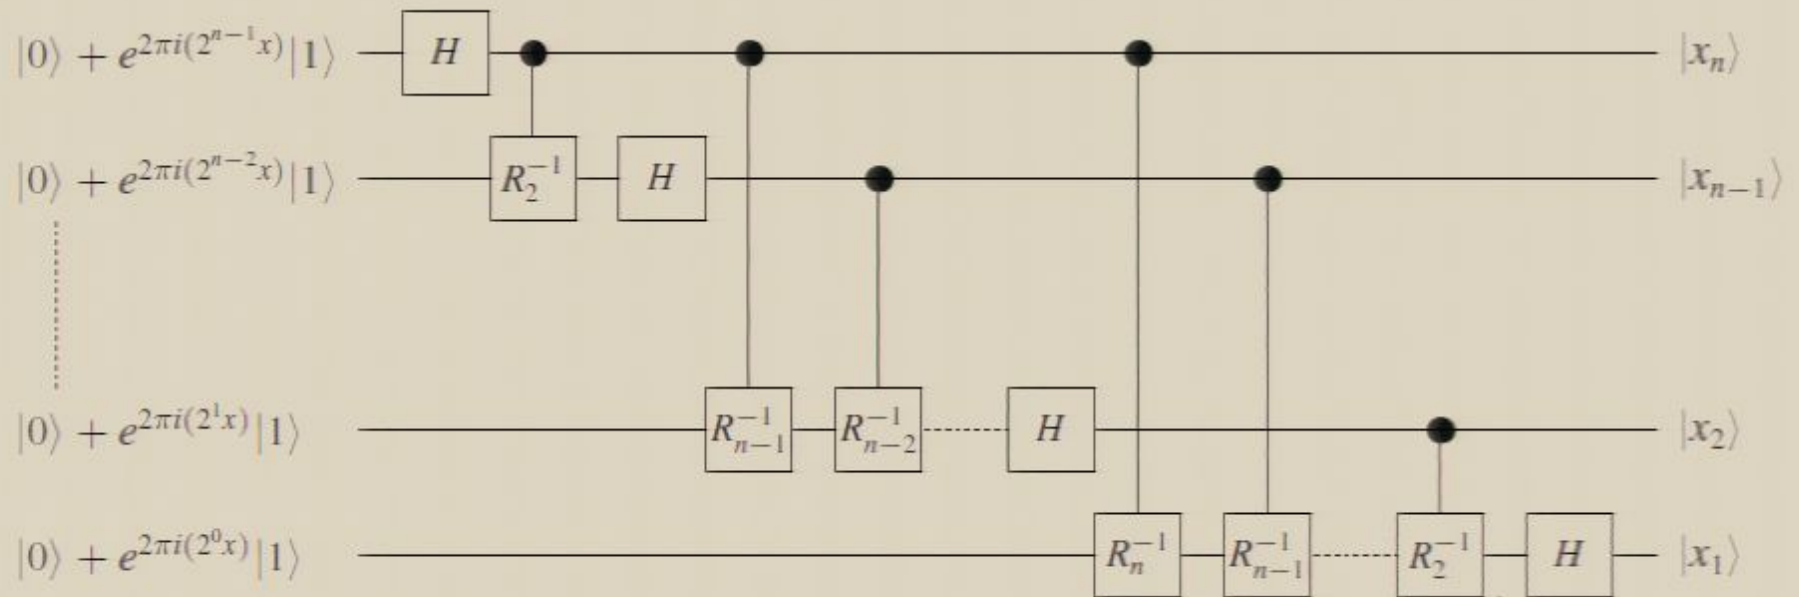 |0⟩ + e^{2πi(2^{n−1}x)}|1⟩ H |x_n⟩
|0⟩ + e^{2πi(2^{n−2}x)}|1⟩ R_2^{−1} H |x_{n−1}⟩
|0⟩ + e^{2πi(2^1x)}|1⟩ R_{n−1}^{−1} R_{n−2}^{−1} H |x_2⟩
|0⟩ + e^{2πi(2^0x)}|1⟩ R_n^{−1} R_{n−1}^{−1} R_2^{−1} H |x_1⟩